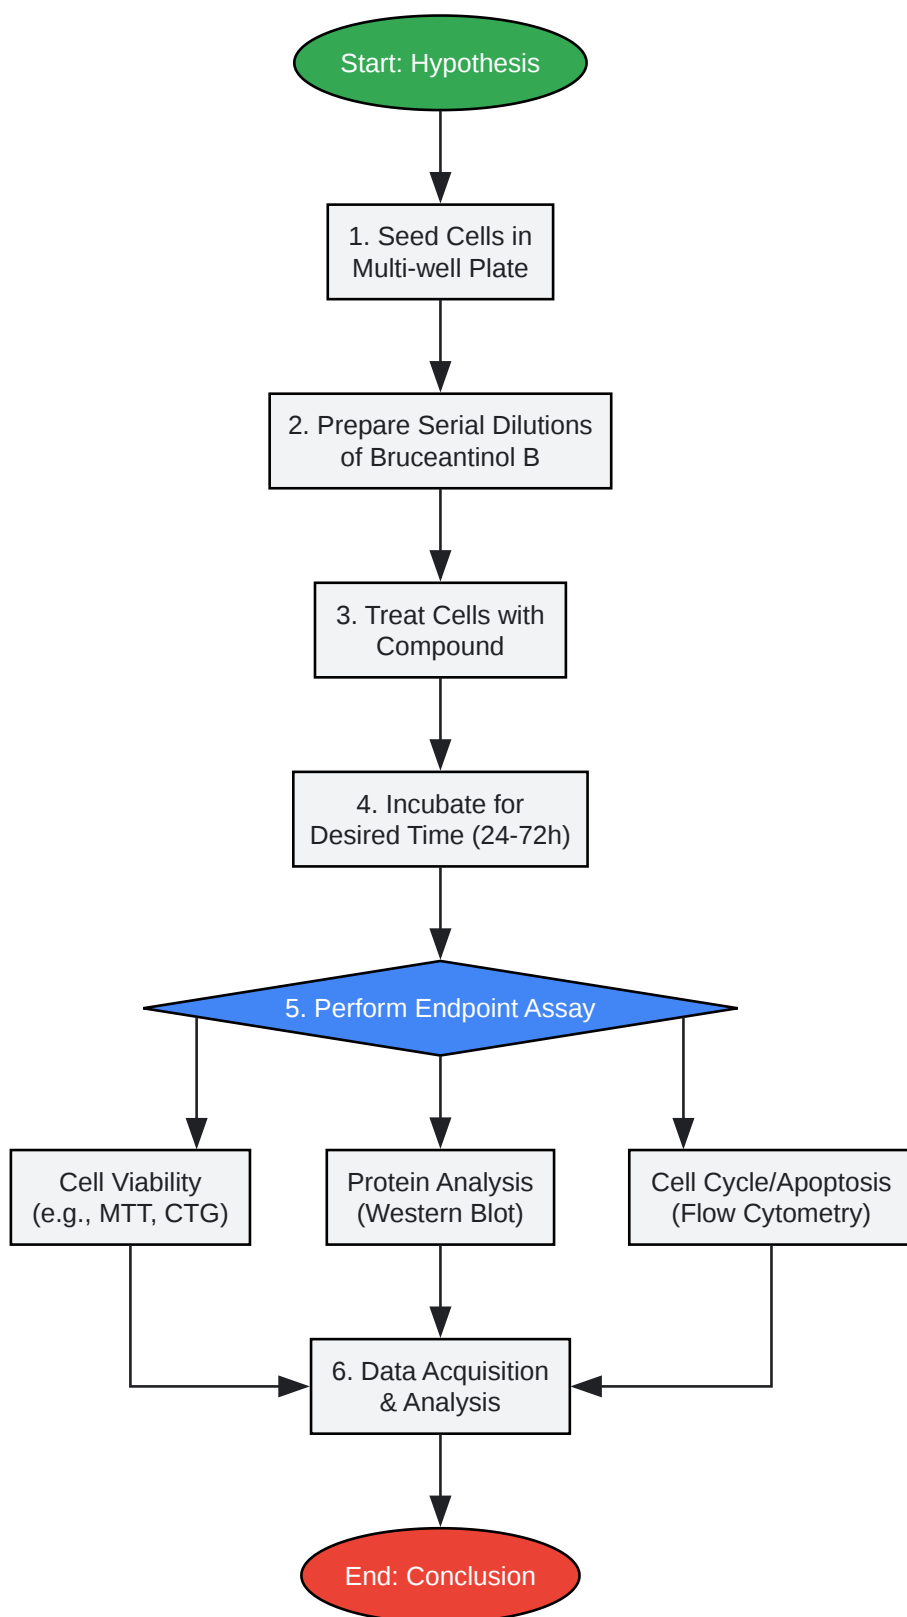 Start: Hypothesis
1. Seed Cells in
Multi-well Plate
2. Prepare Serial Dilutions
of Bruceantinol B
3. Treat Cells with
Compound
4. Incubate for
Desired Time (24-72h)
5. Perform Endpoint Assay
Cell Viability
(e.g., MTT, CTG)
Protein Analysis
(Western Blot)
Cell Cycle/Apoptosis
(Flow Cytometry)
6. Data Acquisition
& Analysis
End: Conclusion